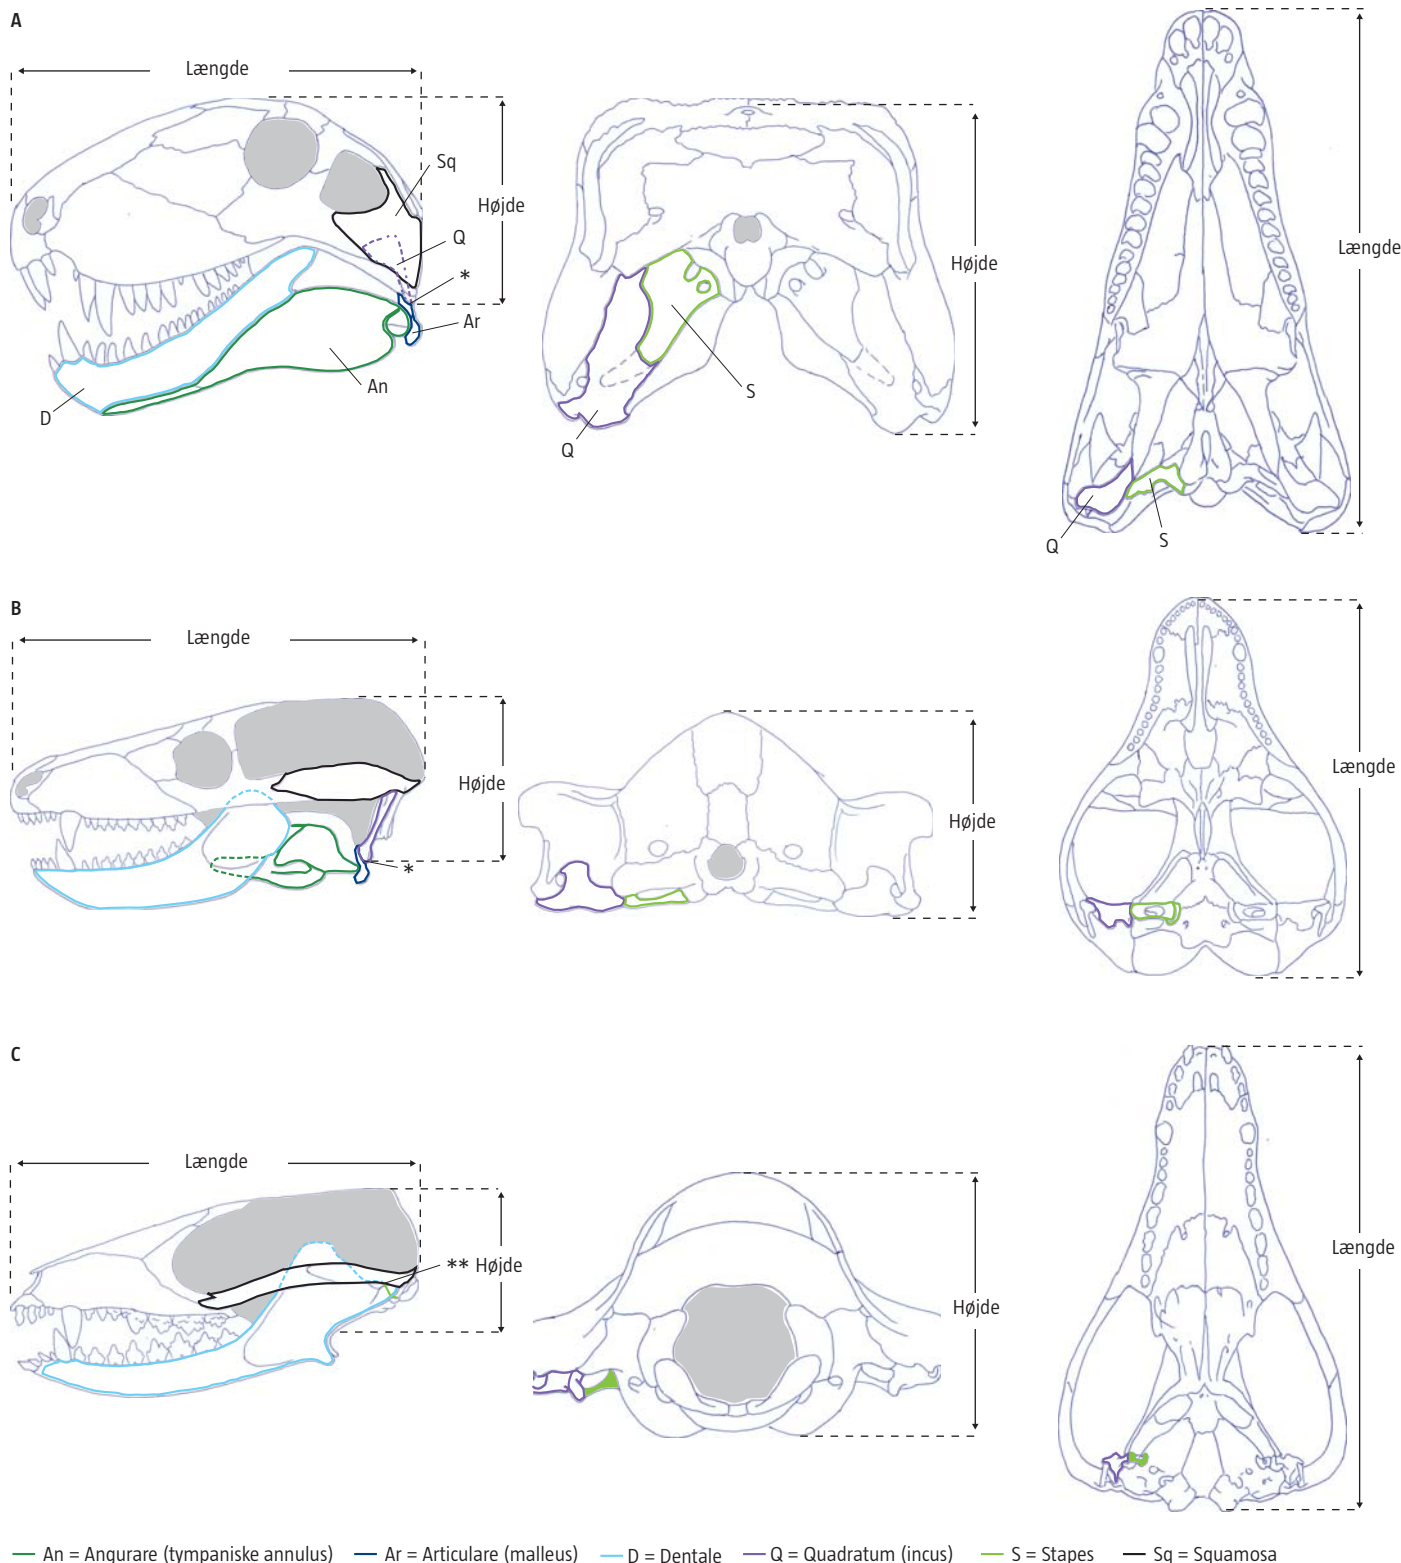 A
Længde
Sq
Højde
Q
*
Ar
An
D
Højde
S
Q
Længde
Q
S
B
Længde
Højde
*
Højde
Længde
C
Længde
** Højde
Højde
Længde
An = Angurare (tympaniske annulus) Ar = Articulare (malleus) D = Dentale Q = Quadratum (incus) S = Stapes Sq = Squamosa